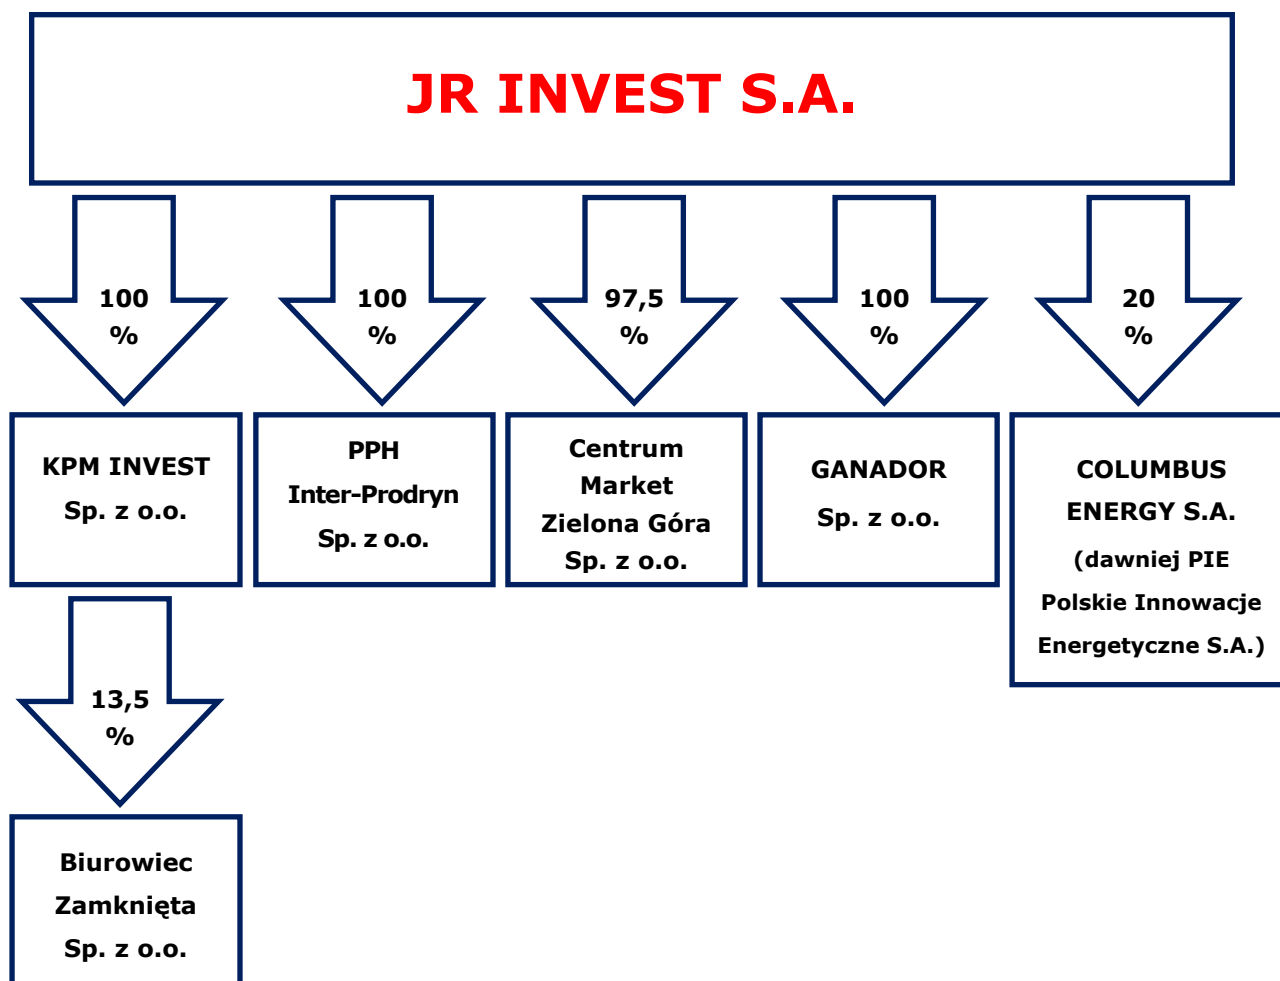 JR INVEST S.A.
100
%
100
%
97,5
%
100
%
20
%
KPM INVEST
Sp. z o.o.
PPH
Inter-Prodryn
Sp. z o.o.
Centrum
Market
Zielona Góra
Sp. z o.o.
GANADOR
Sp. z o.o.
COLUMBUS
ENERGY S.A.
(dawniej PIE
Polskie Innowacje
Energetyczne S.A.)
13,5
%
Biurowiec
Zamknięta
Sp. z o.o.